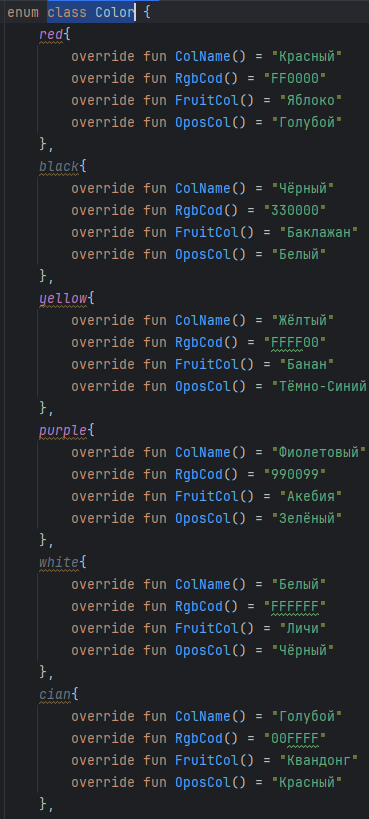 enum class Color {
red{
override fun ColName() = "Красный"
override fun RgbCod() = "FF0000"
override fun FruitCol() = "Яблоко"
override fun OposCol() = "Голубой"
},
black{
override fun ColName() = "Чёрный"
override fun RgbCod() = "330000"
override fun FruitCol() = "Баклажан"
override fun OposCol() = "Белый"
},
yellow{
override fun ColName() = "Жёлтый"
override fun RgbCod() = "FFFF00"
override fun FruitCol() = "Банан"
override fun OposCol() = "Тёмно-Синий
},
purple{
override fun ColName() = "Фиолетовый"
override fun RgbCod() = "990099"
override fun FruitCol() = "Акебия"
override fun OposCol() = "Зелёный"
},
white{
override fun ColName() = "Белый"
override fun RgbCod() = "FFFFFF"
override fun FruitCol() = "Личи"
override fun OposCol() = "Чёрный"
},
cian{
override fun ColName() = "Голубой"
override fun RgbCod() = "00FFFF"
override fun FruitCol() = "Квандонг"
override fun OposCol() = "Красный"
},